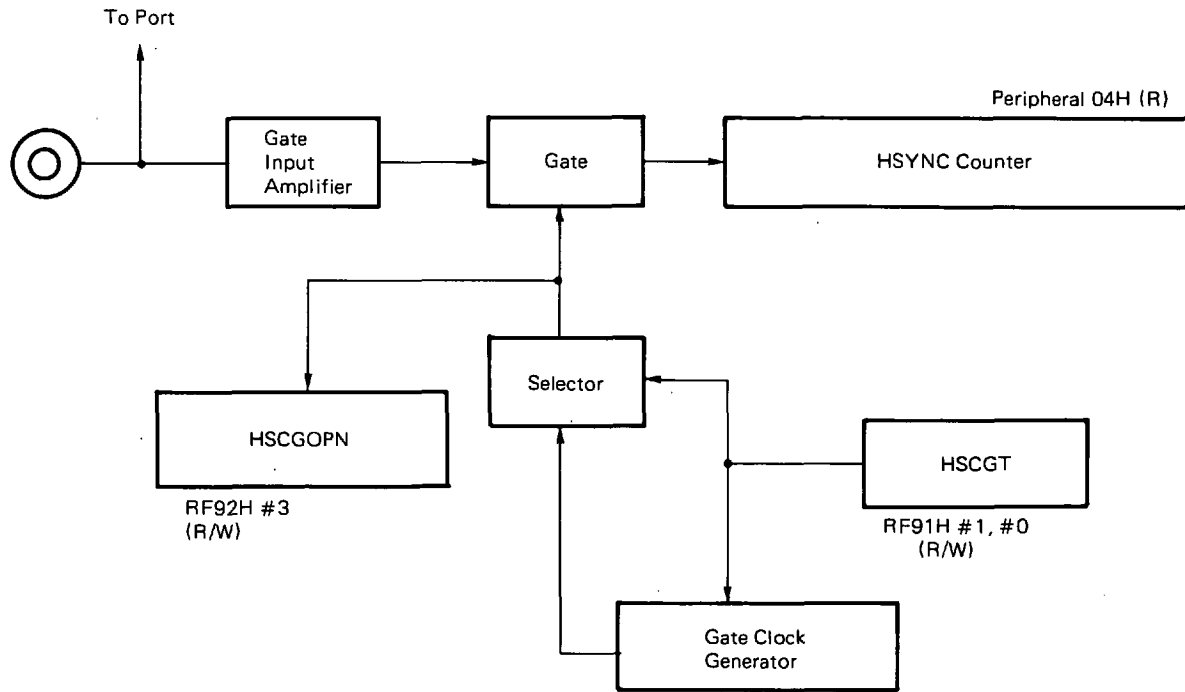 To Port
Peripheral 04H (R)
Gate
Input
Amplifier
Gate
HSYNC Counter
Selector
HSCGOPN
RF92H #3
(R/W)
HSCGT
RF91H #1, #0
(R/W)
Gate Clock
Generator